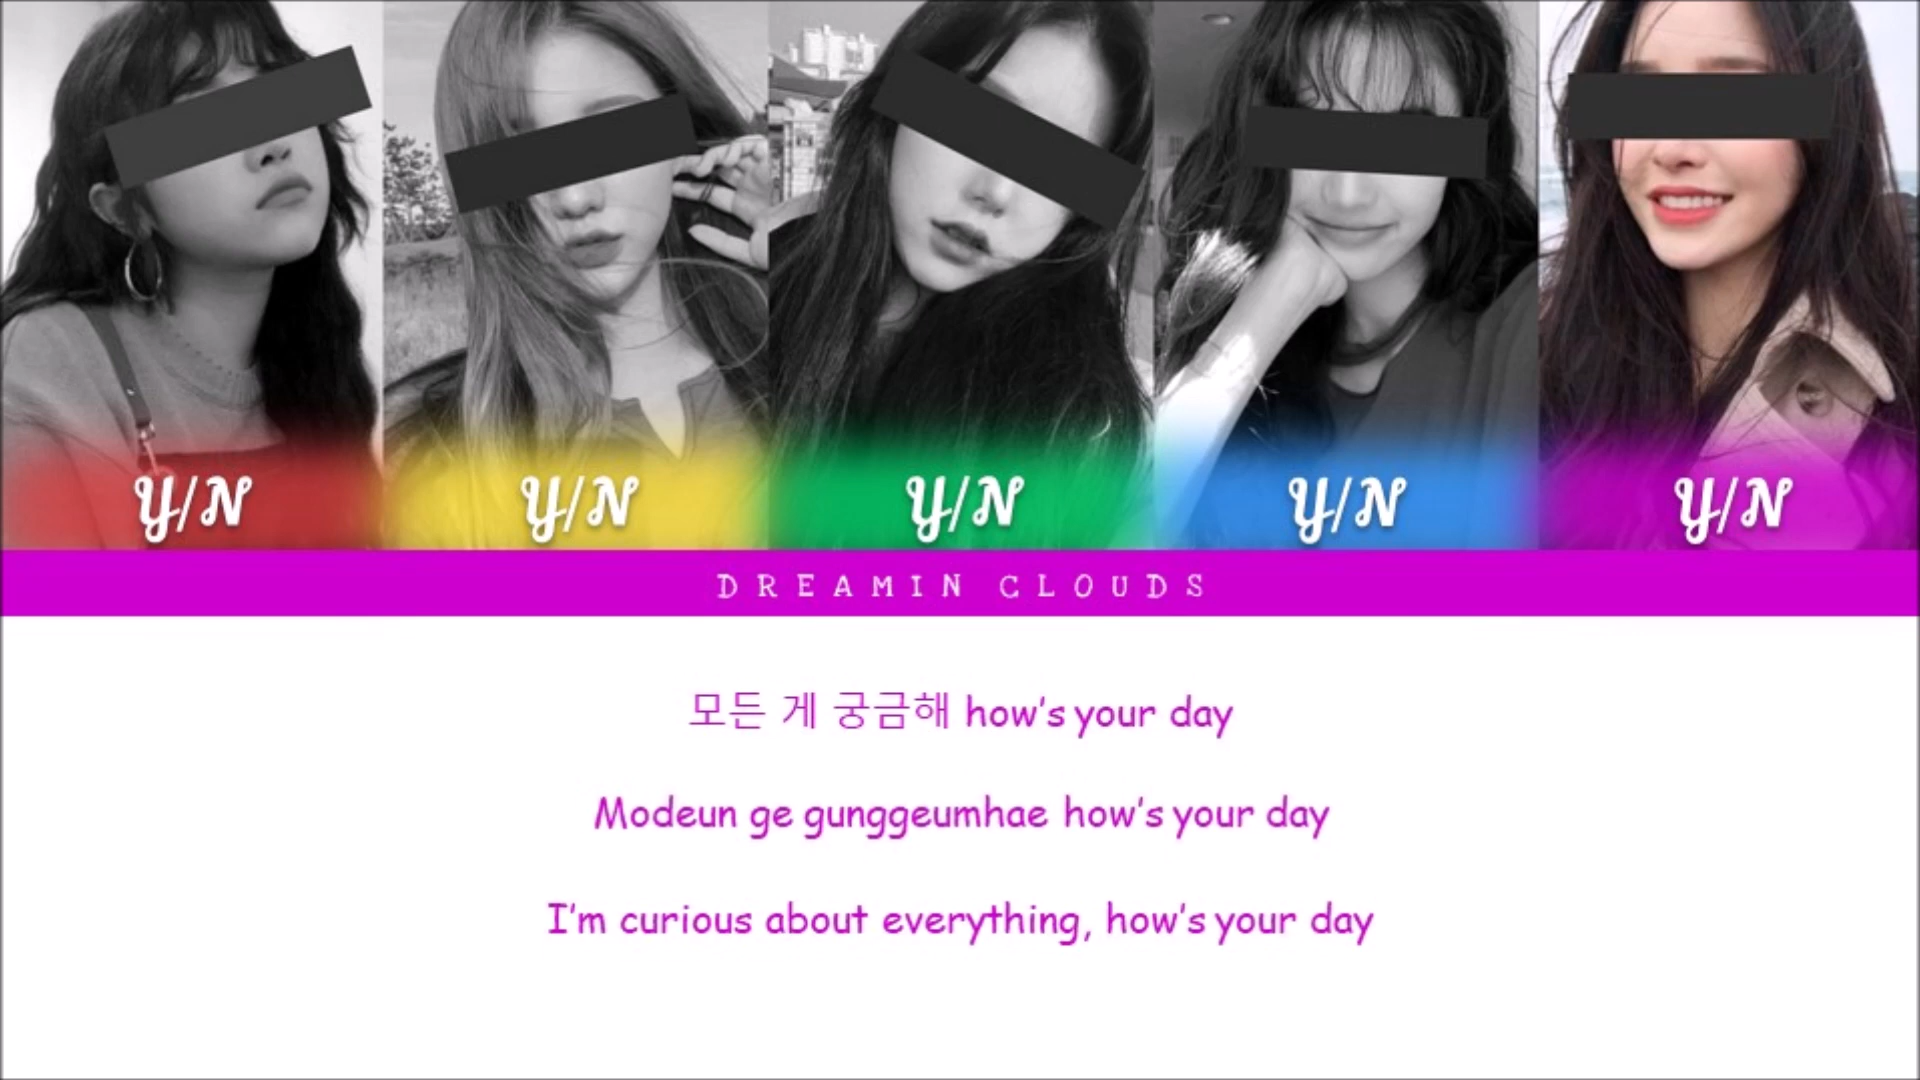 Y/N
Y/N
Y/N
Y/N
Y/N
DREAMIN CLOUDS
모든 게 궁금해 how's your day
Modeun ge gunggeumhae how's your day
I'm curious about everything, how's your day